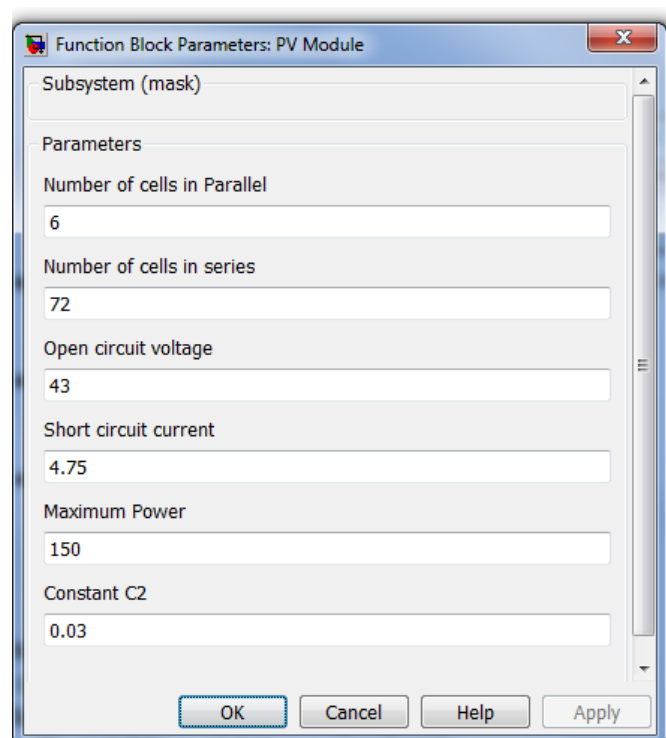 Function Block Parameters: PV Module
Subsystem (mask)
Parameters
Number of cells in Parallel
6
Number of cells in series
72
Open circuit voltage
43
Short circuit current
4.75
Maximum Power
150
Constant C2
0.03
OK Cancel Help Apply